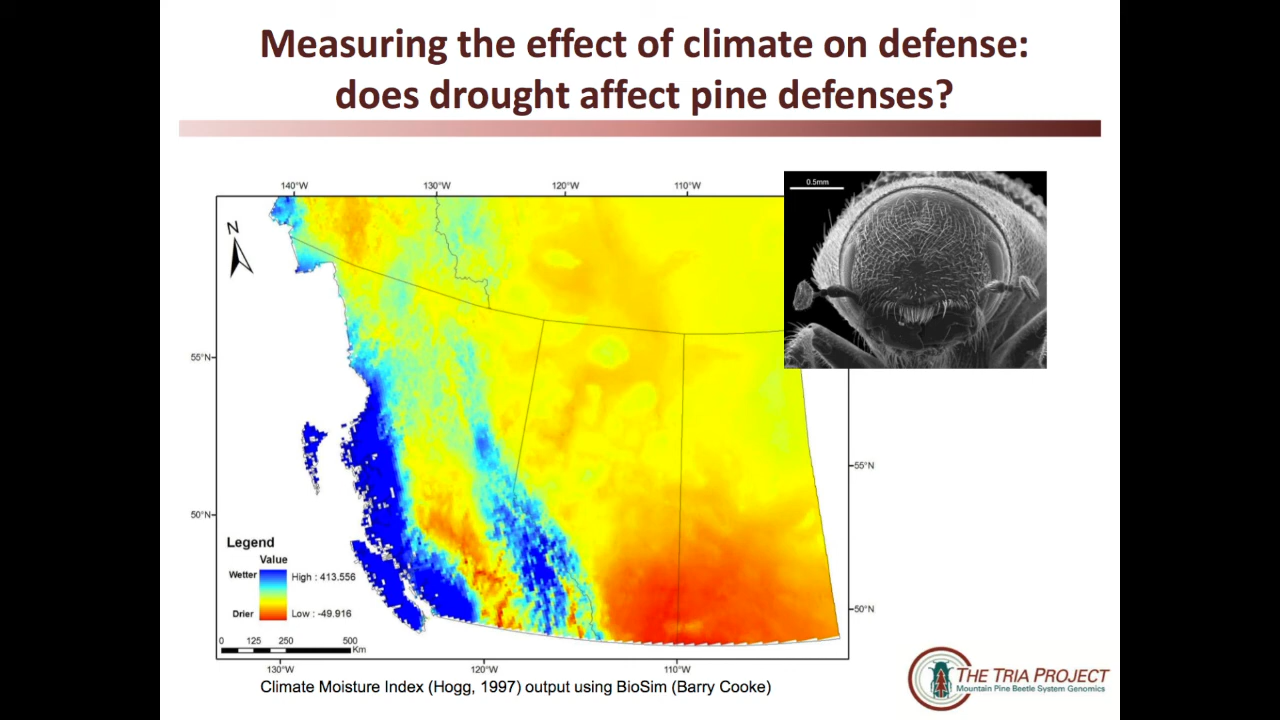 Measuring the effect of climate on defense:
does drought affect pine defenses?
140°W 130°W 120°W 110°W
0.5mm
N
55°N
55°N
50°N
50°N
Legend
Value
Wetter High : 413.556
Drier Low : -49.916
0 125 250 500
Km
130°W 120°W 110°W
Climate Moisture Index (Hogg, 1997) output using BioSim (Barry Cooke)
THE TRIA PROJECT
Mountain Pine Beetle System Genomics